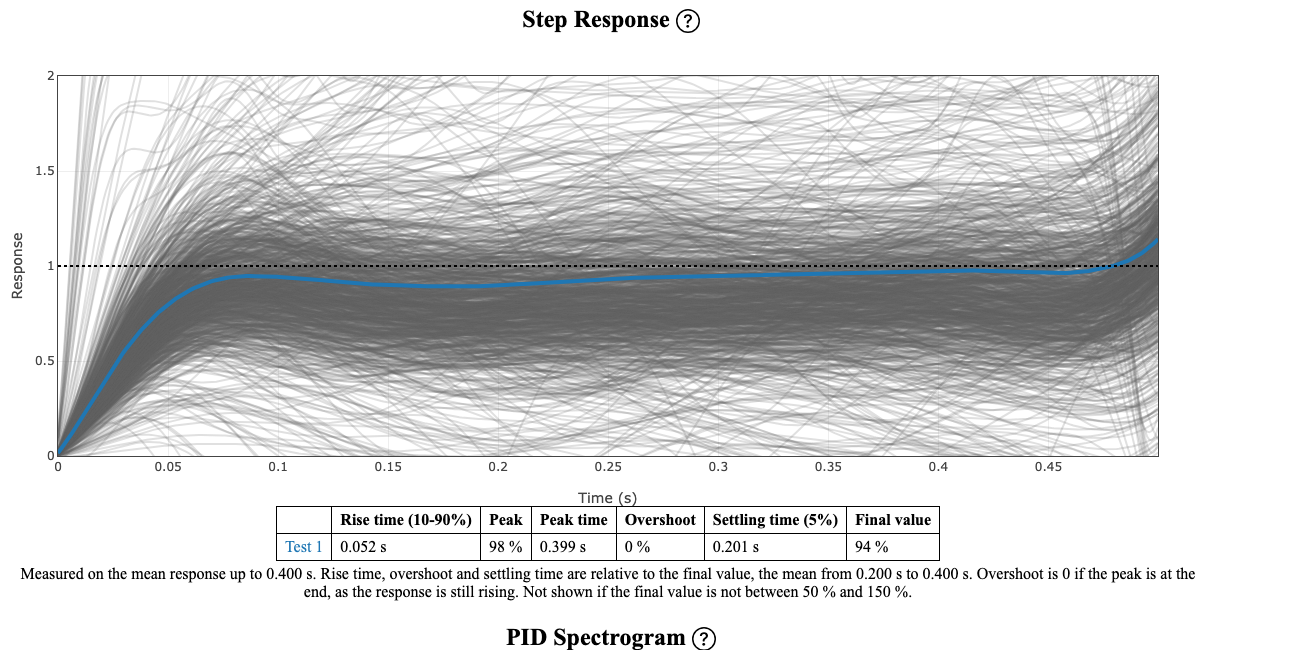 Step Response ?
2
1.5
1
0.5
0
Response
0 0.05 0.1 0.15 0.2 0.25 0.3 0.35 0.4 0.45
Time (s)
Rise time (10-90%) Peak Peak time Overshoot Settling time (5%) Final value
Test 1 0.052 s 98 % 0.399 s 0 % 0.201 s 94 %
Measured on the mean response up to 0.400 s. Rise time, overshoot and settling time are relative to the final value, the mean from 0.200 s to 0.400 s. Overshoot is 0 if the peak is at the
end, as the response is still rising. Not shown if the final value is not between 50 % and 150 %.
PID Spectrogram ?